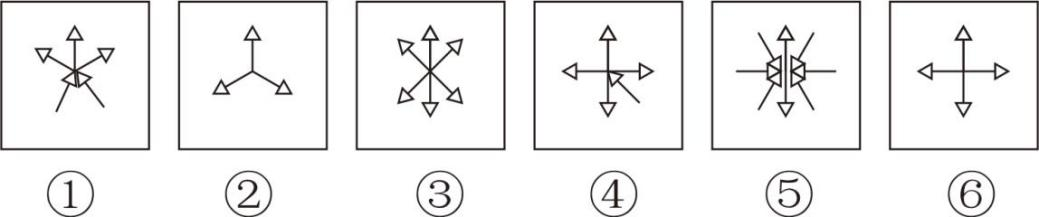 ① ② ③ ④ ⑤ ⑥